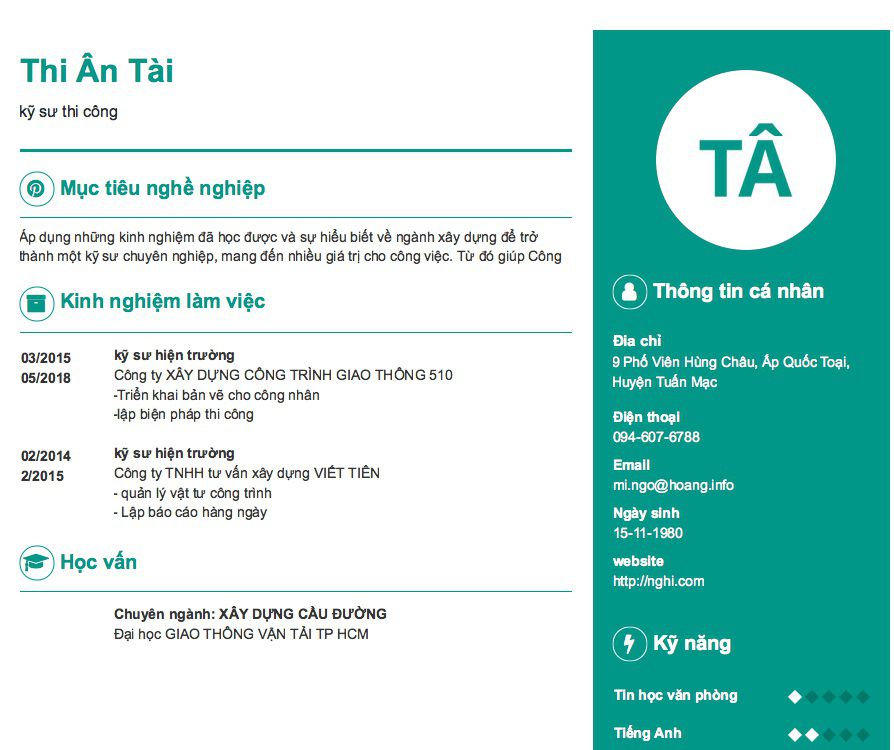 Thi Ân Tài
kỹ sư thi công
Mục tiêu nghề nghiệp
Áp dụng những kinh nghiệm đã học được và sự hiểu biết về ngành xây dựng để trở
thành một kỹ sư chuyên nghiệp, mang đến nhiều giá trị cho công việc. Từ đó giúp Công
Kinh nghiệm làm việc
03/2015
05/2018
kỹ sư hiện trường
Công ty XÂY DỰNG CÔNG TRÌNH GIAO THÔNG 510
-Triển khai bản vẽ cho công nhân
-lập biện pháp thi công
02/2014
2/2015
kỹ sư hiện trường
Công ty TNHH tư vấn xây dựng VIẾT TIÊN
- quản lý vật tư công trình
- Lập báo cáo hàng ngày
Học vấn
Chuyên ngành: XÂY DỰNG CẦU ĐƯỜNG
Đại học GIAO THÔNG VẬN TẢI TP HCM
TÂ
Thông tin cá nhân
Đia chỉ
9 Phố Viên Hùng Châu, Ấp Quốc Toại,
Huyện Tuấn Mạc
Điện thoại
094-607-6788
Email
mi.ngo@hoang.info
Ngày sinh
15-11-1980
website
http://nghi.com
Kỹ năng
Tin học văn phòng
Tiếng Anh